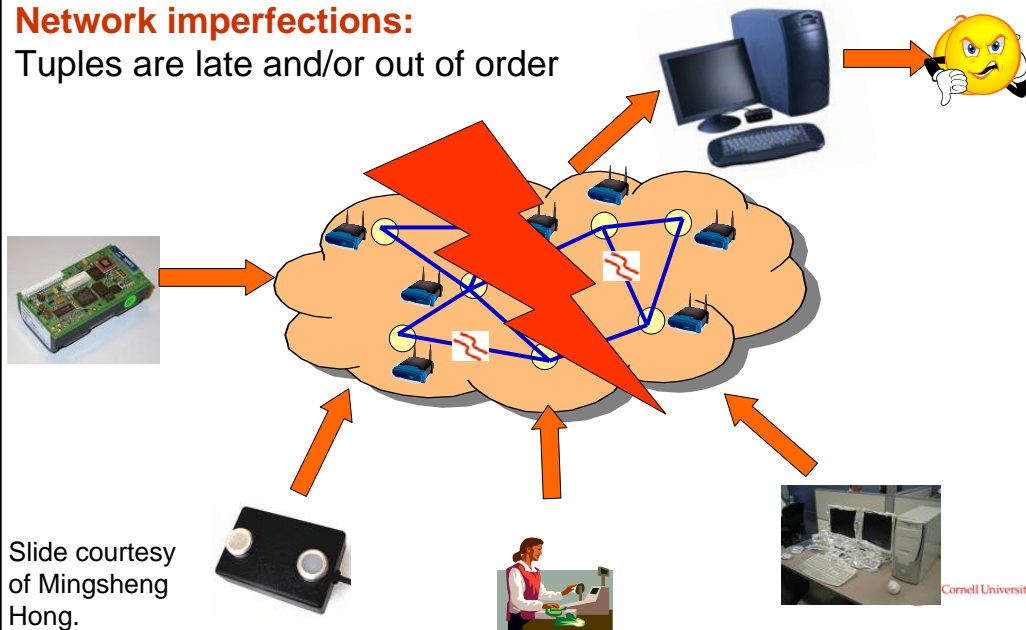 Network imperfections:
Tuples are late and/or out of order
Slide courtesy
of Mingsheng
Hong.
Cornell Universit